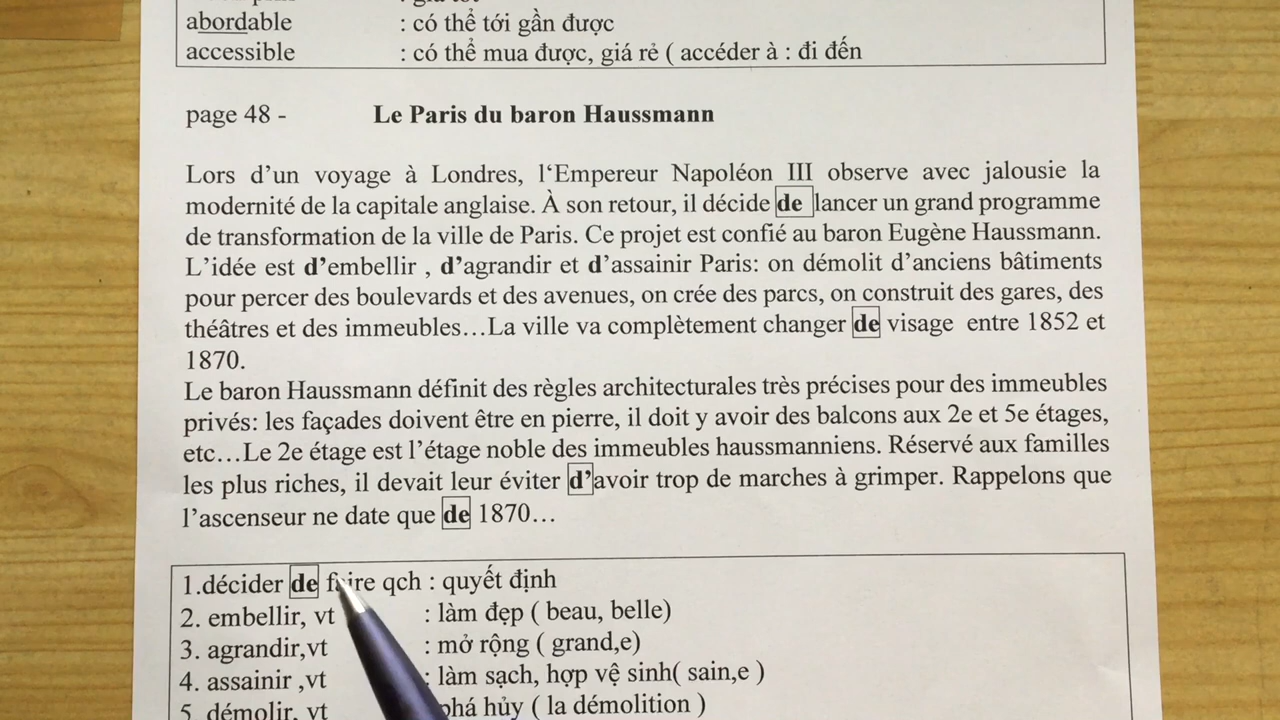 abordable : có thể tới gần được
accessible : có thể mua được, giá rẻ ( accéder à : đi đến
page 48 - Le Paris du baron Haussmann
Lors d'un voyage à Londres, l‘Empereur Napoléon III observe avec jalousie la
modernité de la capitale anglaise. À son retour, il décide de lancer un grand programme
de transformation de la ville de Paris. Ce projet est confié au baron Eugène Haussmann.
L'idée est d'embellir , d'agrandir et d'assainir Paris: on démolit d'anciens bâtiments
pour percer des boulevards et des avenues, on crée des parcs, on construit des gares, des
théâtres et des immeubles…La ville va complètement changer de visage entre 1852 et
1870.
Le baron Haussmann définit des règles architecturales très précises pour des immeubles
privés: les façades doivent être en pierre, il doit y avoir des balcons aux 2e et 5e étages,
etc…Le 2e étage est l'étage noble des immeubles haussmanniens. Réservé aux familles
les plus riches, il devait leur éviter d'avoir trop de marches à grimper. Rappelons que
l'ascenseur ne date que de 1870…
1.décider de faire qch : quyết định
2. embellir, vt : làm đẹp ( beau, belle)
3. agrandir,vt : mở rộng ( grand,e)
4. assainir ,vt : làm sạch, hợp vệ sinh( sain,e )
5. démolir, vt phá hủy ( la démolition )